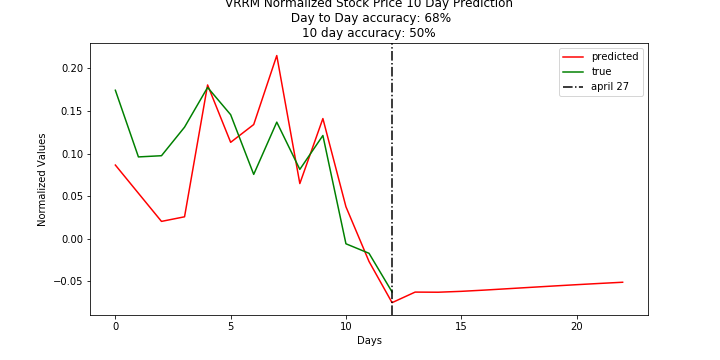 VRRM Normalized Stock Price 10 Day Prediction
Day to Day accuracy: 68%
10 day accuracy: 50%
predicted
true
april 27
Normalized Values
0.20
0.15
0.10
0.05
0.00
−0.05
0 5 10 15 20
Days